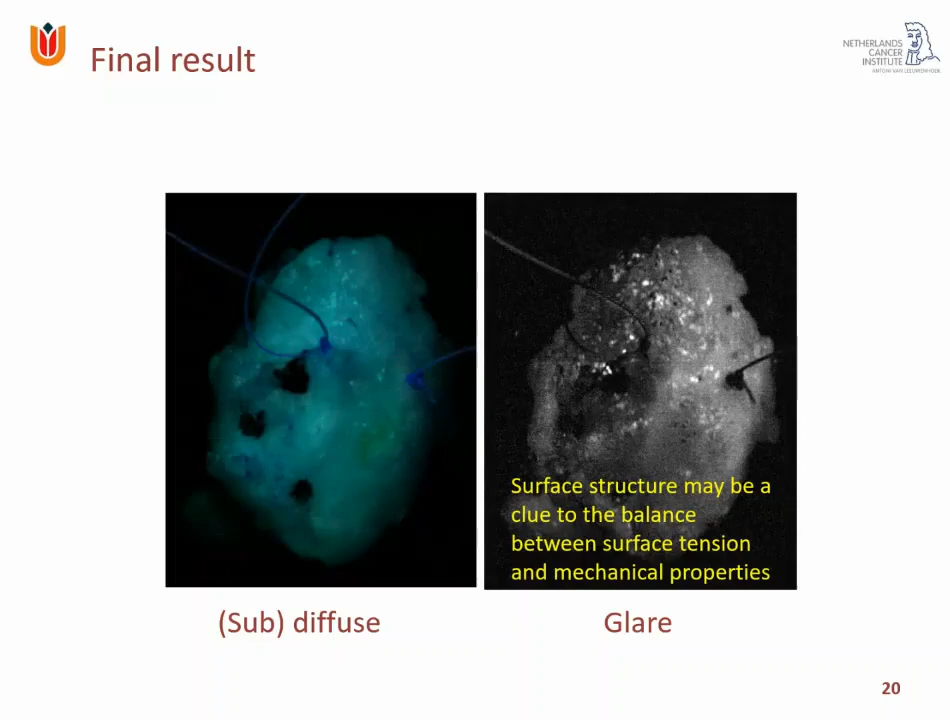 Final result
NETHERLANDS
CANCER
INSTITUTE
ANTONI VAN LEEUWENHOEK
Surface structure may be a
clue to the balance
between surface tension
and mechanical properties
(Sub) diffuse
Glare
20